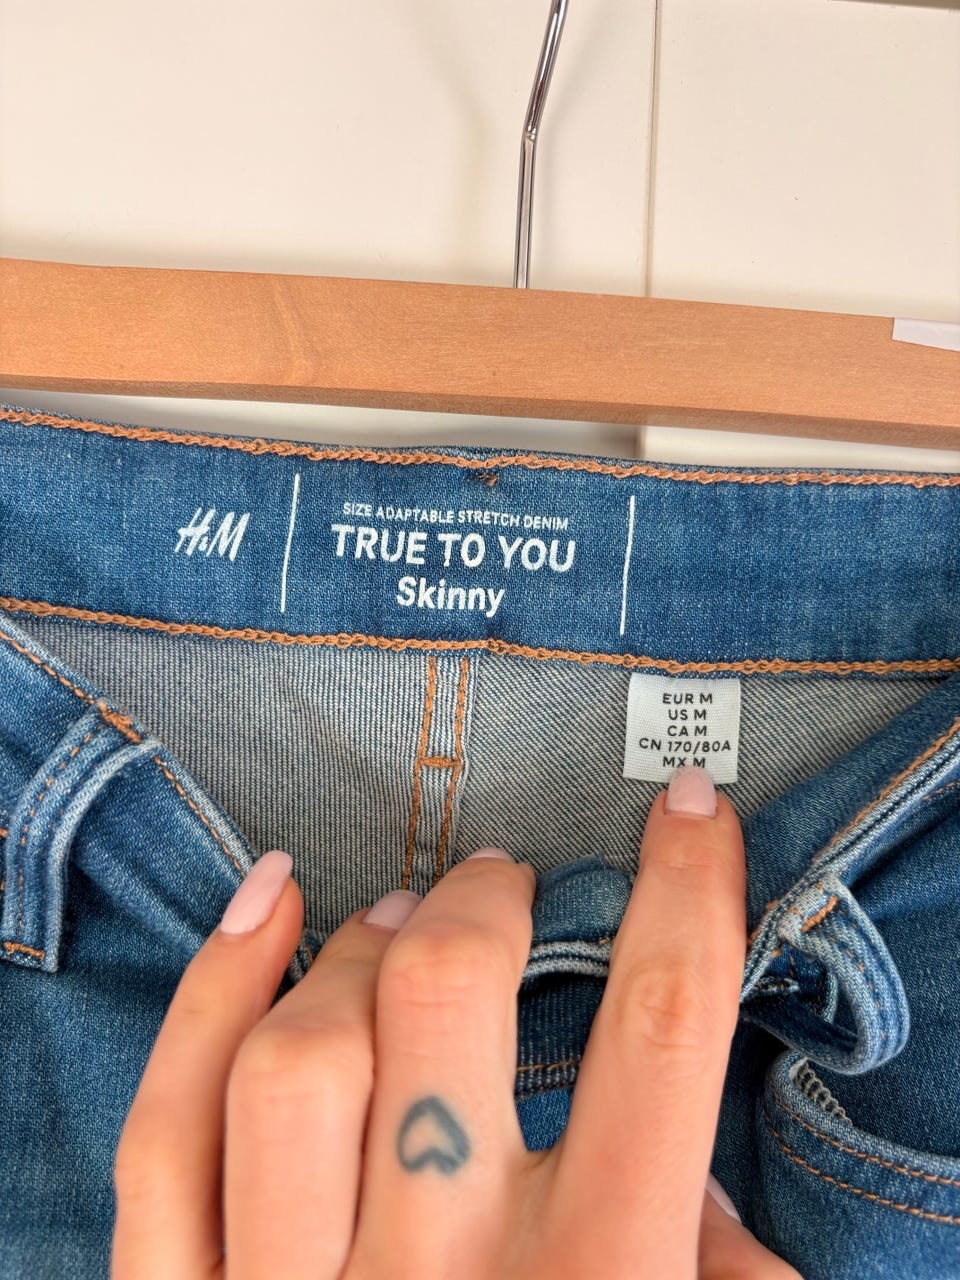 H&M
SIZE ADAPTABLE STRETCH DENIM
TRUE TO YOU
Skinny
EUR M
US M
CA M
CN 170/80A
MX M